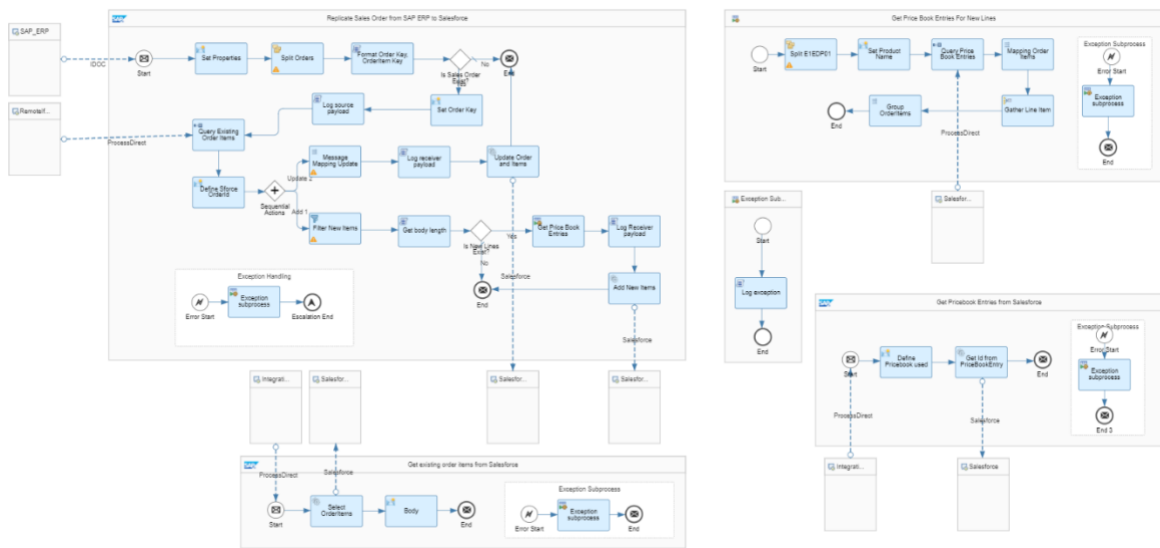 Replicate Sales Order from SAP ERP to Salesforce
SAP_ERP
IDOC
Start
Set Properties
Split Orders
Format Order Key,
OrderItem Key
Is Sales Order
Exist?
No
Yes
End
Set Order Key
Log source
payload
RemoteIf...
ProcessDirect
Query Existing
Order Items
Define Sforce
OrderId
Sequential
Actions
Update 2
Add 1
Message
Mapping Update
Log receiver
payload
Update Order
and Items
Filter New Items
Get body length
Is New Lines
Exist?
Yes
No
Get Price Book
Entries
Log Receiver
payload
Add New Items
End
Salesforce
Salesforce
Exception Handling
Error Start
Exception
subprocess
Escalation End
Integrati...
Salesfor...
Salesfor...
Salesfor...
ProcessDirect
Salesforce
SAP
Get existing order items from Salesforce
Start
Select
OrderItems
Body
End
Exception Subprocess
Error Start
Exception
subprocess
End
Get Price Book Entries For New Lines
Start
Split E1EDP01
Set Product
Name
Query Price
Book Entries
Mapping Order
Items
Gather Line Item
Group
OrderItems
End
ProcessDirect
Salesfor...
Exception Subprocess
Error Start
Exception
subprocess
End
Exception Sub...
Start
Log exception
End
SAP
Get Pricebook Entries from Salesforce
Start
Define
Pricebook used
Get Id from
PriceBookEntry
End
ProcessDirect
Salesforce
Integrati...
Salesforce
Exception Subprocess
Error Start
Exception
subprocess
End 3
SAP